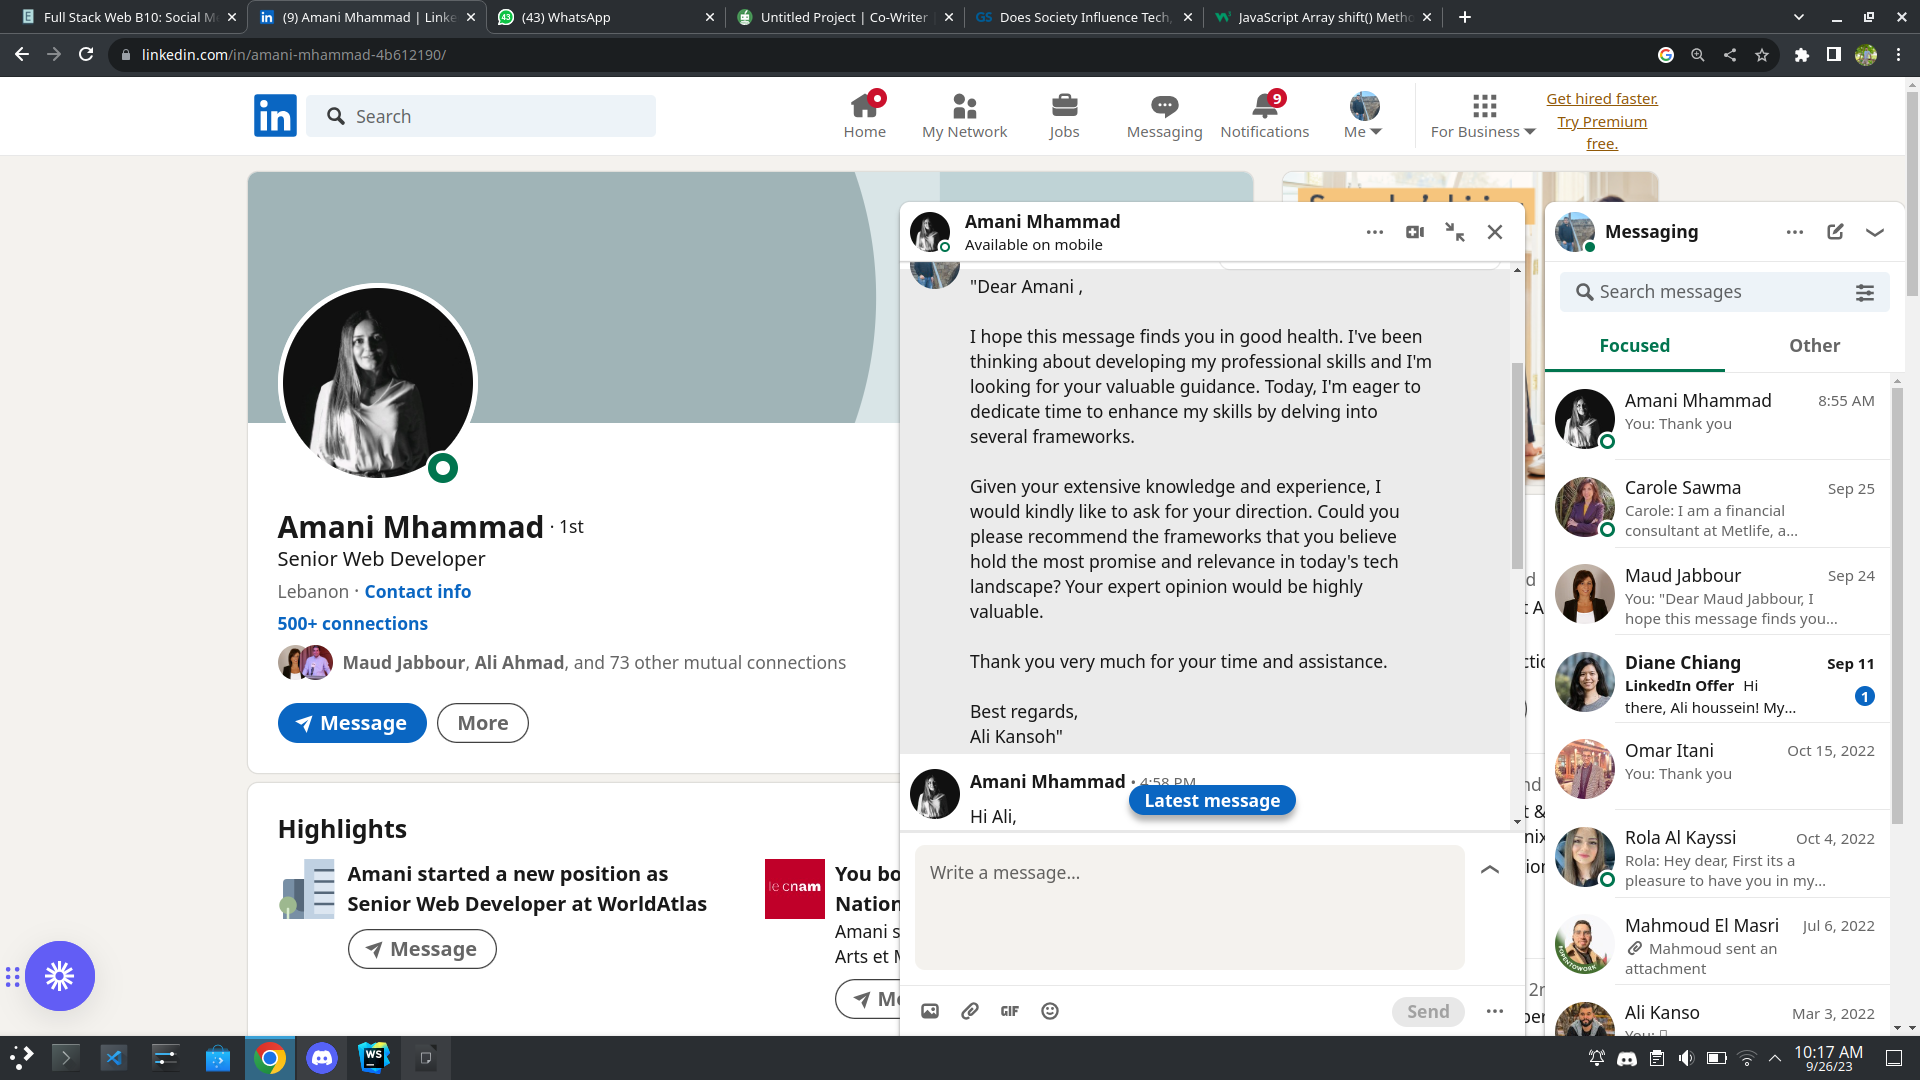 Full Stack Web B10: Social M
(9) Amani Mhammad | Linke
(43) WhatsApp
Untitled Project | Co-Writer
GS Does Society Influence Tech,
JavaScript Array shift() Metho
linkedin.com/in/amani-mhammad-4b612190/
in
Search
Home
My Network
Jobs
Messaging
9
Notifications
Me
For Business
Get hired faster.
Try Premium
free.
Amani Mhammad · 1st
Senior Web Developer
Lebanon · Contact info
500+ connections
Maud Jabbour, Ali Ahmad, and 73 other mutual connections
Message
More
Highlights
Amani started a new position as
Senior Web Developer at WorldAtlas
Message
le cnam
You bo
Nation
Amani s
Arts et M
Me
Amani Mhammad
Available on mobile
"Dear Amani ,
I hope this message finds you in good health. I've been
thinking about developing my professional skills and I'm
looking for your valuable guidance. Today, I'm eager to
dedicate time to enhance my skills by delving into
several frameworks.
Given your extensive knowledge and experience, I
would kindly like to ask for your direction. Could you
please recommend the frameworks that you believe
hold the most promise and relevance in today's tech
landscape? Your expert opinion would be highly
valuable.
Thank you very much for your time and assistance.
Best regards,
Ali Kansoh"
Amani Mhammad • 4:58 PM
Latest message
Hi Ali,
Write a message...
GIF
Send
Messaging
Search messages
Focused
Other
Amani Mhammad 8:55 AM
You: Thank you
Carole Sawma Sep 25
Carole: I am a financial
consultant at Metlife, a...
Maud Jabbour Sep 24
You: "Dear Maud Jabbour, I
hope this message finds you...
Diane Chiang Sep 11
LinkedIn Offer Hi
there, Ali houssein! My...
1
Omar Itani Oct 15, 2022
You: Thank you
Rola Al Kayssi Oct 4, 2022
Rola: Hey dear, First its a
pleasure to have you in my...
Mahmoud El Masri Jul 6, 2022
Mahmoud sent an
attachment
Ali Kanso Mar 3, 2022
You:
WS
10:17 AM
9/26/23